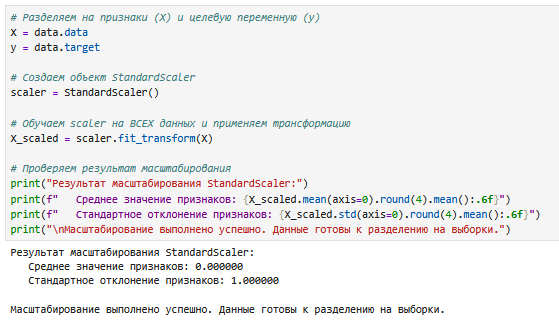 # Разделяем на признаки (X) и целевую переменную (y)
X = data.data
y = data.target
# Создаем объект StandardScaler
scaler = StandardScaler()
# Обучаем scaler на ВСЕХ данных и применяем трансформацию
X_scaled = scaler.fit_transform(X)
# Проверяем результат масштабирования
print("Результат масштабирования StandardScaler:")
print(f"   Среднее значение признаков: {X_scaled.mean(axis=0).round(4).mean():.6f}")
print(f"   Стандартное отклонение признаков: {X_scaled.std(axis=0).round(4).mean():.6f}")
print("\nМасштабирование выполнено успешно. Данные готовы к разделению на выборки.")
Результат масштабирования StandardScaler:
   Среднее значение признаков: 0.000000
   Стандартное отклонение признаков: 1.000000
Масштабирование выполнено успешно. Данные готовы к разделению на выборки.